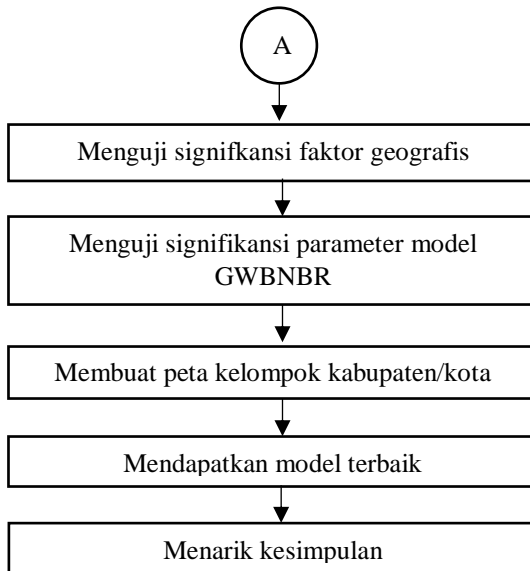 A
Menguji signifkansi faktor geografis
Menguji signifikansi parameter model
GWBNBR
Membuat peta kelompok kabupaten/kota
Mendapatkan model terbaik
Menarik kesimpulan